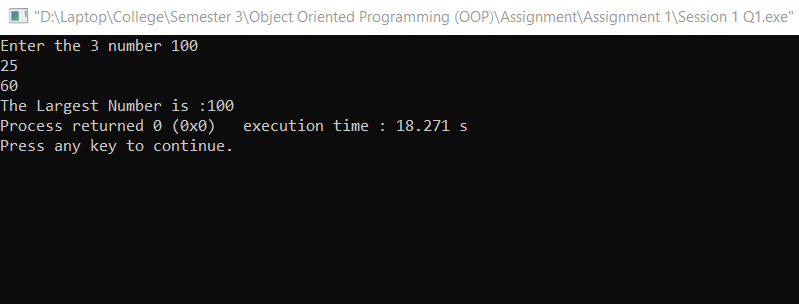 "D:\Laptop\College\Semester 3\Object Oriented Programming (OOP)\Assignment\Assignment 1\Session 1 Q1.exe"
Enter the 3 number 100
25
60
The Largest Number is :100
Process returned 0 (0x0)   execution time : 18.271 s
Press any key to continue.